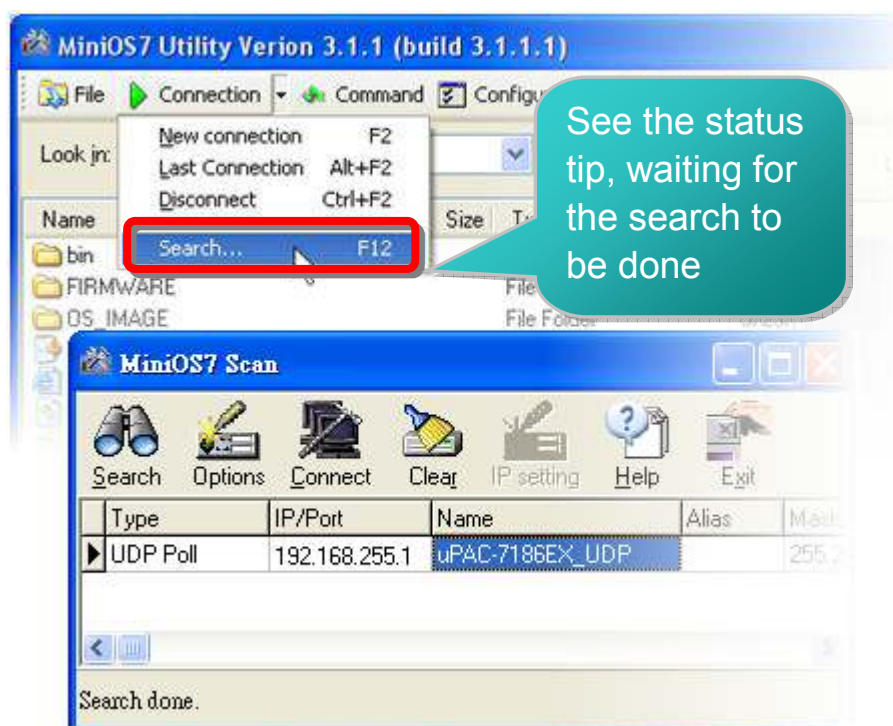 MiniOS7 Utility Verion 3.1.1 (build 3.1.1.1)
File Connection Command Configu
See the status
tip, waiting for
the search to
be done
Look in:
New connection F2
Last Connection Alt+F2
Disconnect Ctrl+F2
Search... F12
Name Size
bin
FIRMWARE File
OS_IMAGE File Folder
MiniOS7 Scan
Search Options Connect Clear IP setting Help Exit
Type IP/Port Name Alias Mask
UDP Poll 192.168.255.1 uPAC-7186EX_UDP 255.2
Search done.